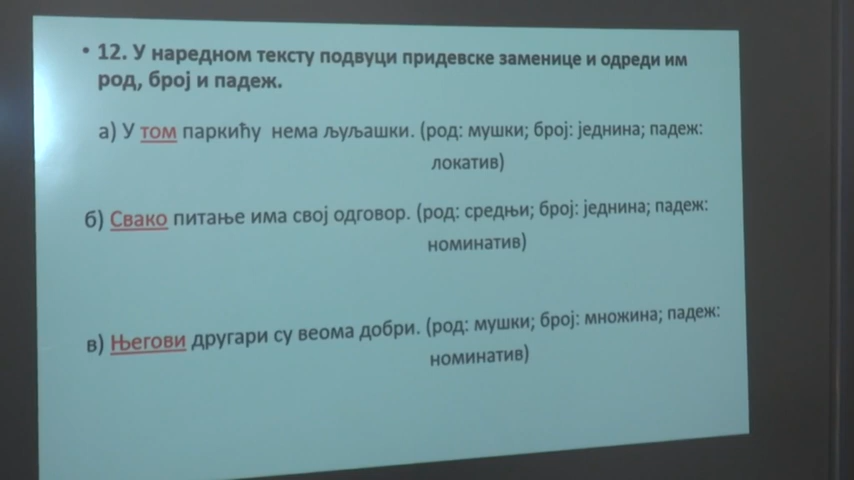 • 12. У наредном тексту подвуци придевске заменице и одреди им
род, број и падеж.
а) У том паркићу нема љуљашки. (род: мушки; број: једнина; падеж:
локатив)
б) Свако питање има свој одговор. (род: средњи; број: једнина; падеж:
номинатив)
в) Његови другари су веома добри. (род: мушки; број: множина; падеж:
номинатив)